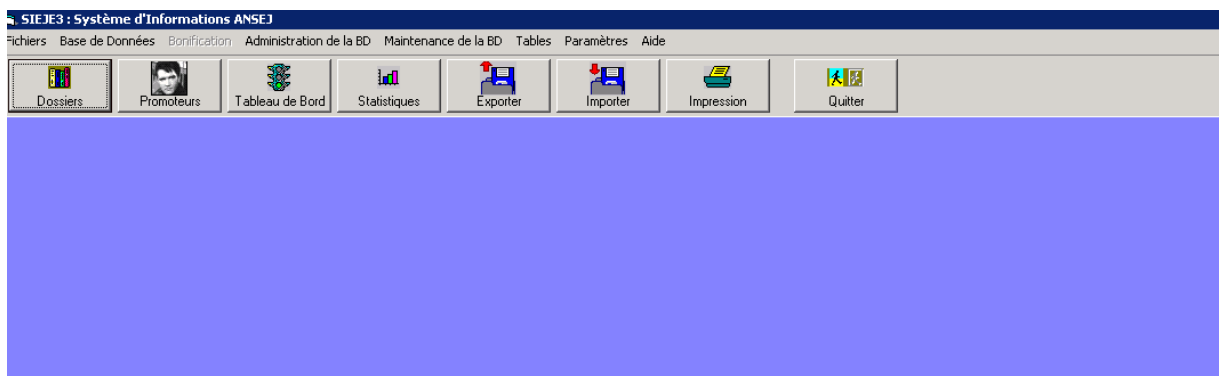 SIEJE3 : Système d'Informations ANSEJ
Fichiers Base de Données Bonification Administration de la BD Maintenance de la BD Tables Paramètres Aide
Dossiers Promoteurs Tableau de Bord Statistiques Exporter Importer Impression Quitter